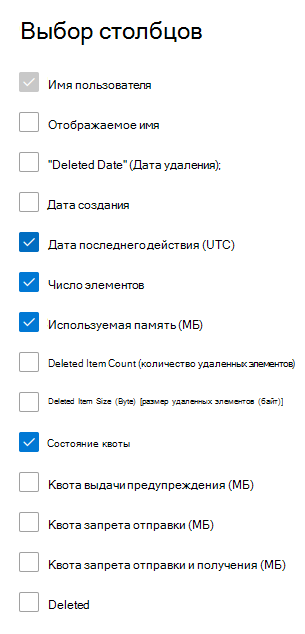 Выбор столбцов
Имя пользователя
Отображаемое имя
"Deleted Date" (Дата удаления);
Дата создания
Дата последнего действия (UTC)
Число элементов
Используемая память (МБ)
Deleted Item Count (количество удаленных элементов)
Deleted Item Size (Byte) [размер удаленных элементов (байт)]
Состояние квоты
Квота выдачи предупреждения (МБ)
Квота запрета отправки (МБ)
Квота запрета отправки и получения (МБ)
Deleted